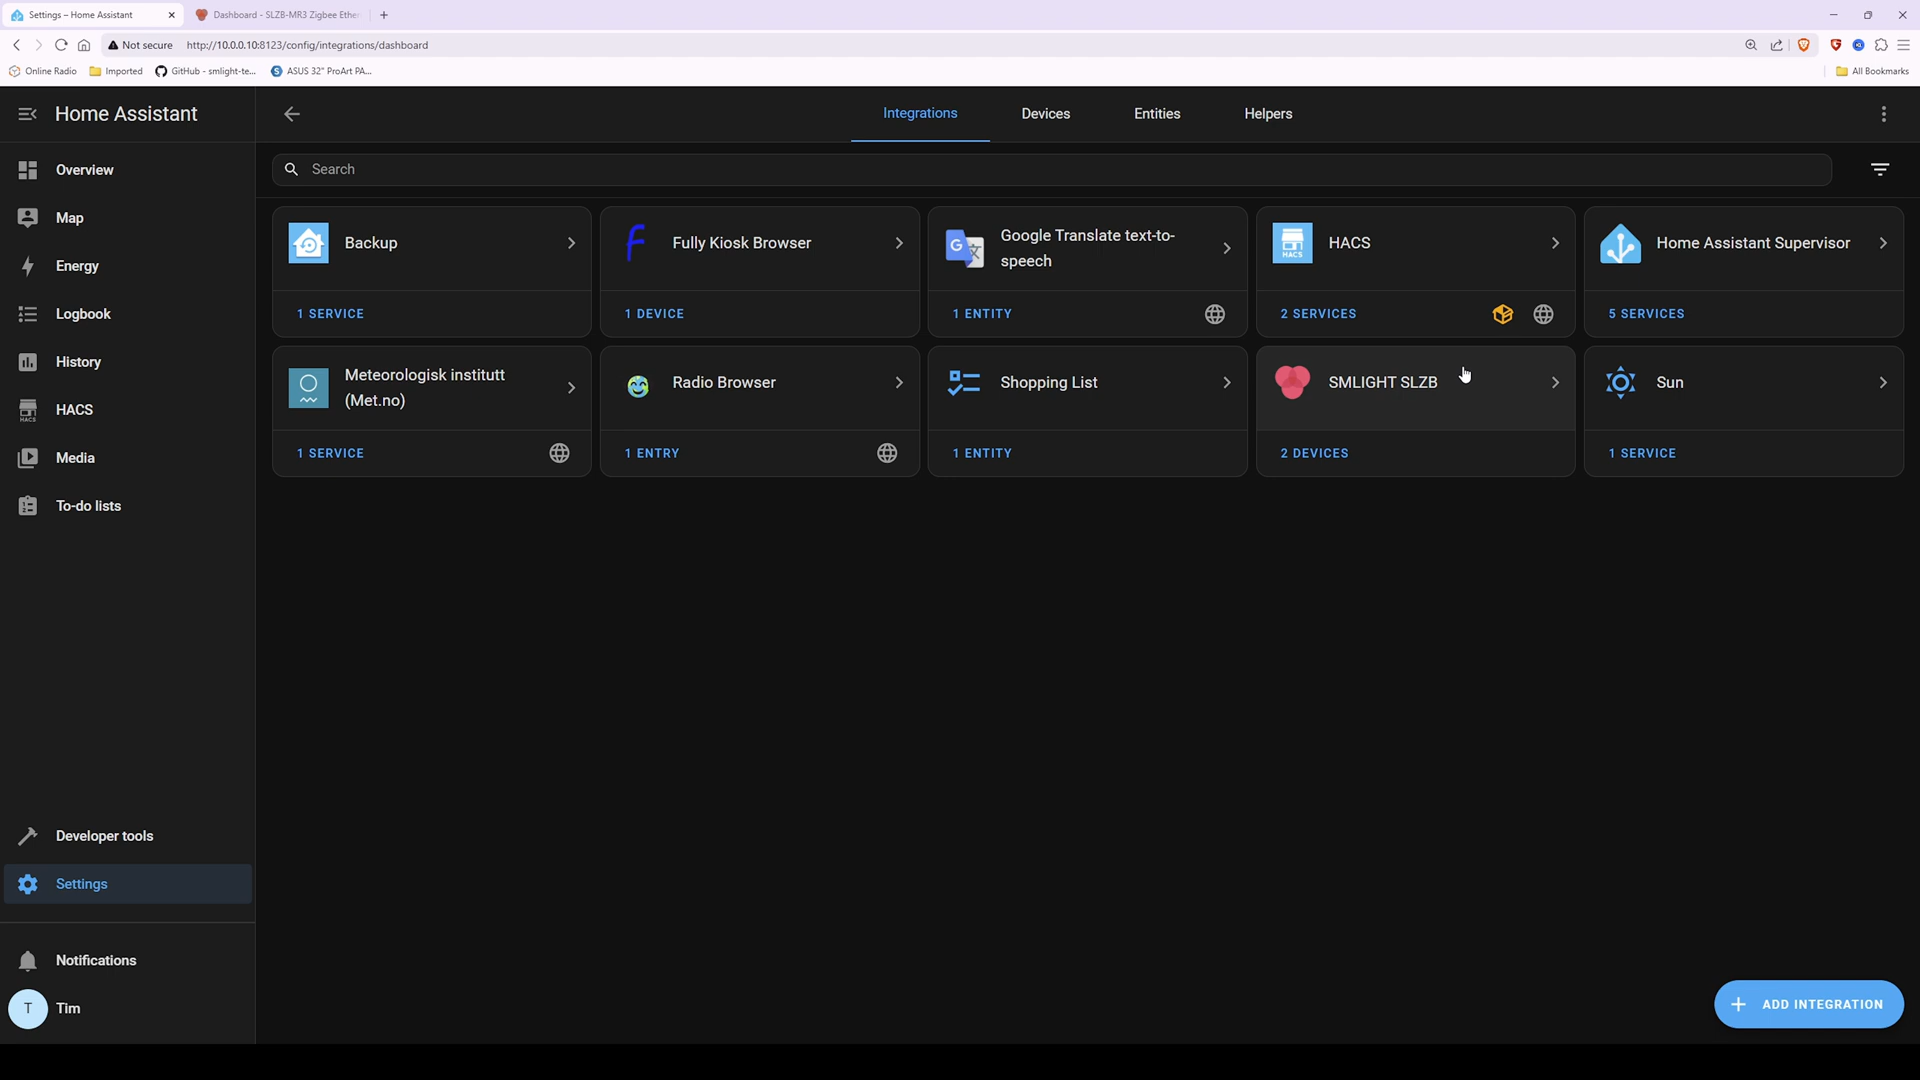 Settings – Home Assistant
Dashboard - SLZB-MR3 Zigbee Ether
Not secure
http://10.0.0.10:8123/config/integrations/dashboard
Online Radio
Imported
GitHub - smlight-te...
ASUS 32" ProArt PA...
All Bookmarks
Home Assistant
Integrations
Devices
Entities
Helpers
Search
Overview
Map
Energy
Logbook
History
HACS
Media
To-do lists
Developer tools
Settings
Notifications
T
Tim
Backup
1 SERVICE
Fully Kiosk Browser
1 DEVICE
G
文
Google Translate text-to-
speech
1 ENTITY
HACS
HACS
2 SERVICES
Home Assistant Supervisor
5 SERVICES
Meteorologisk institutt
(Met.no)
1 SERVICE
Radio Browser
1 ENTRY
Shopping List
1 ENTITY
SMLIGHT SLZB
2 DEVICES
Sun
1 SERVICE
ADD INTEGRATION